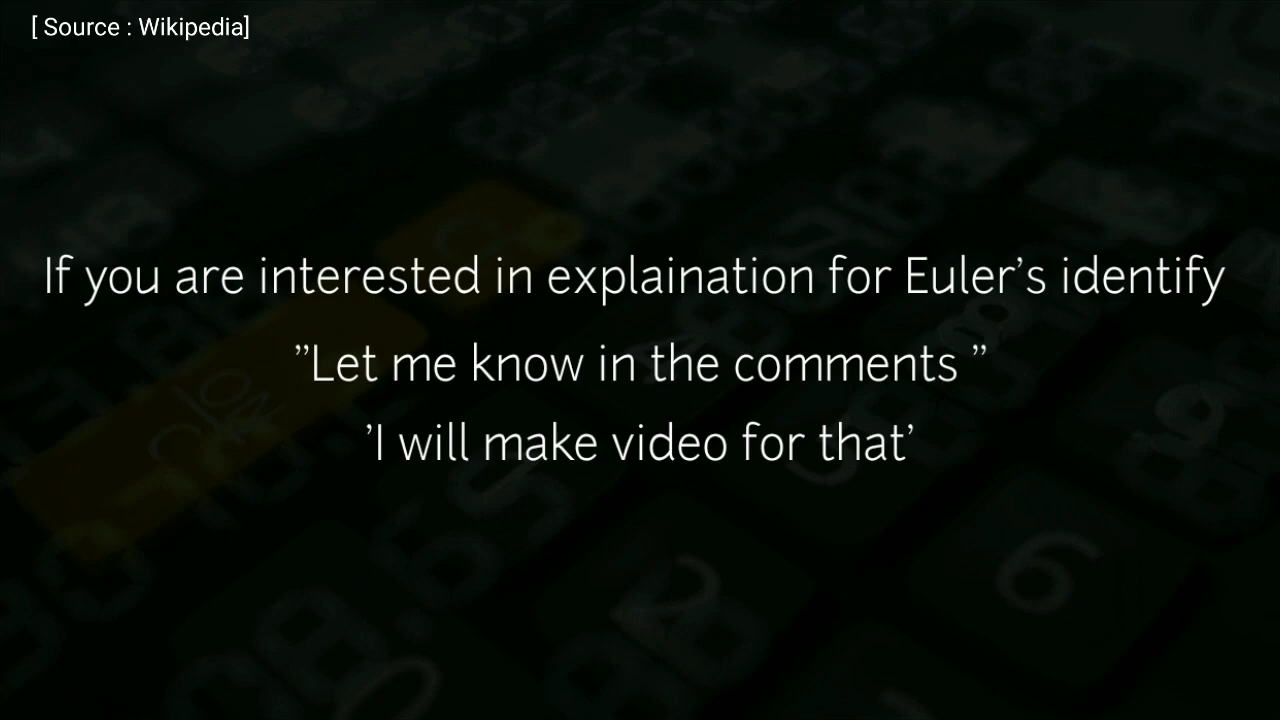 [ Source : Wikipedia]
If you are interested in explaination for Euler's identify
"Let me know in the comments "
'I will make video for that'